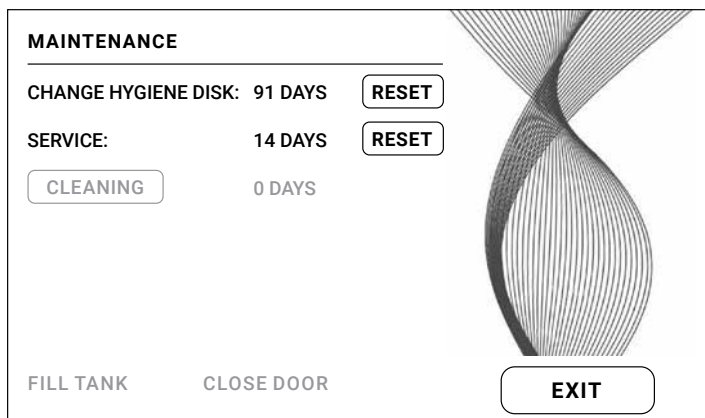 MAINTENANCE
CHANGE HYGIENE DISK: 91 DAYS RESET
SERVICE: 14 DAYS RESET
CLEANING 0 DAYS
FILL TANK CLOSE DOOR EXIT